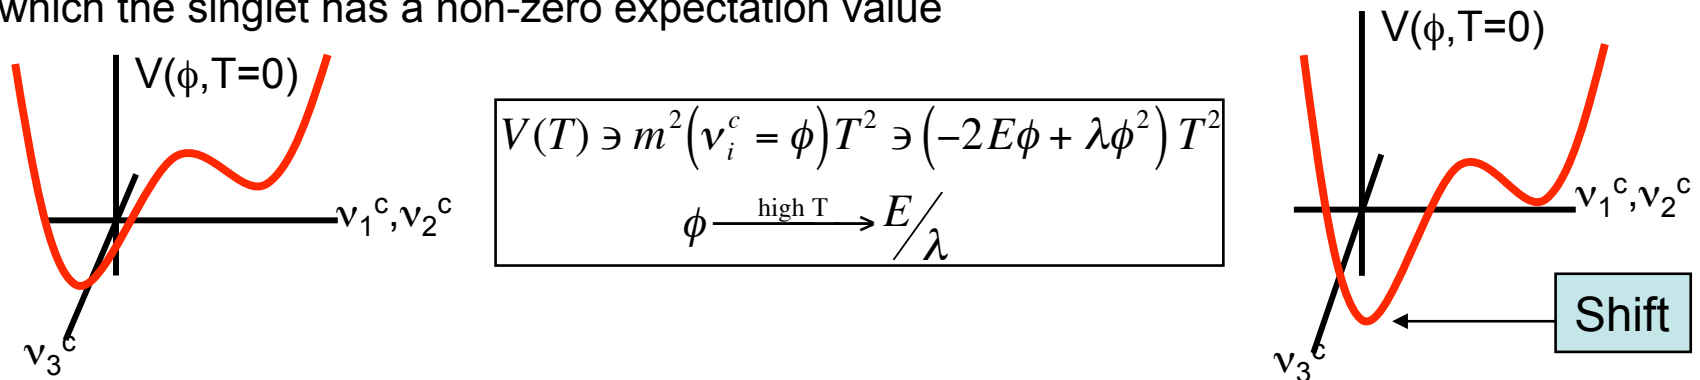 which the singlet has a non-zero expectation value
V(ϕ,T=0)
ν₁ᶜ,ν₂ᶜ
ν₃ᶜ
V(T) ∍ m²(νᵢᶜ = ϕ)T² ∍ (−2Eϕ + λϕ²) T²
ϕ —high T→ E/λ
V(ϕ,T=0)
ν₁ᶜ,ν₂ᶜ
Shift
ν₃ᶜ